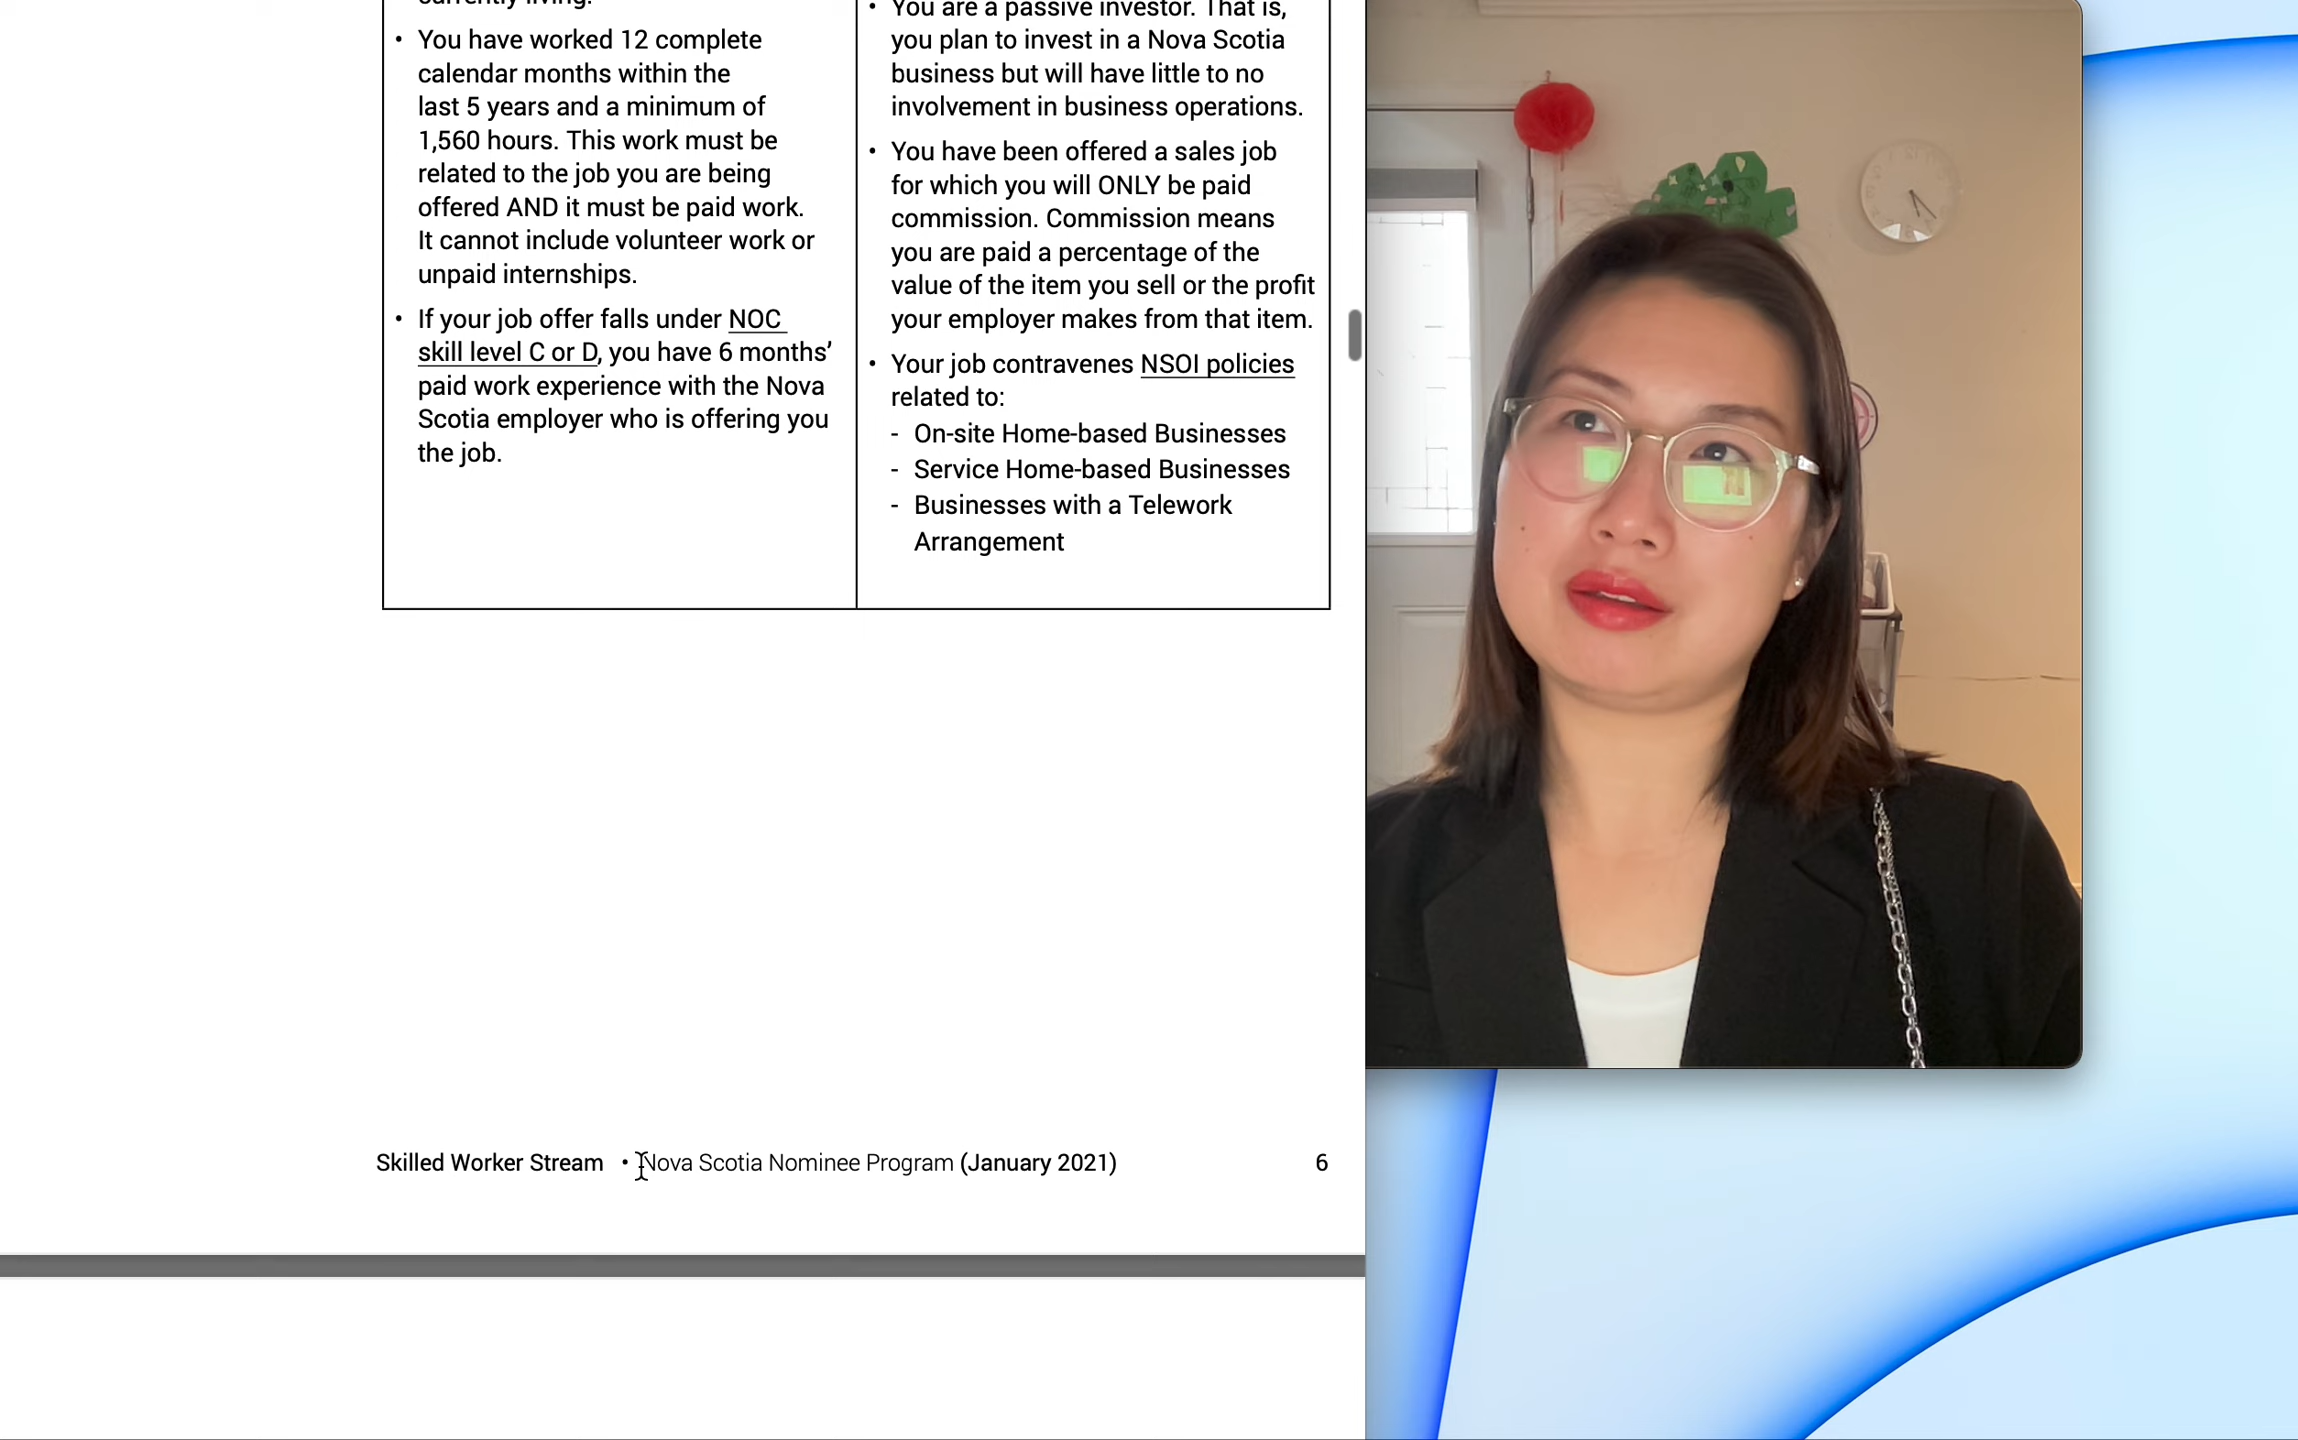 currently living.
• You have worked 12 complete
calendar months within the
last 5 years and a minimum of
1,560 hours. This work must be
related to the job you are being
offered AND it must be paid work.
It cannot include volunteer work or
unpaid internships.
• If your job offer falls under NOC
skill level C or D, you have 6 months’
paid work experience with the Nova
Scotia employer who is offering you
the job.
• You are a passive investor. That is,
you plan to invest in a Nova Scotia
business but will have little to no
involvement in business operations.
• You have been offered a sales job
for which you will ONLY be paid
commission. Commission means
you are paid a percentage of the
value of the item you sell or the profit
your employer makes from that item.
• Your job contravenes NSOI policies
related to:
- On-site Home-based Businesses
- Service Home-based Businesses
- Businesses with a Telework
Arrangement
Skilled Worker Stream • Nova Scotia Nominee Program (January 2021) 6